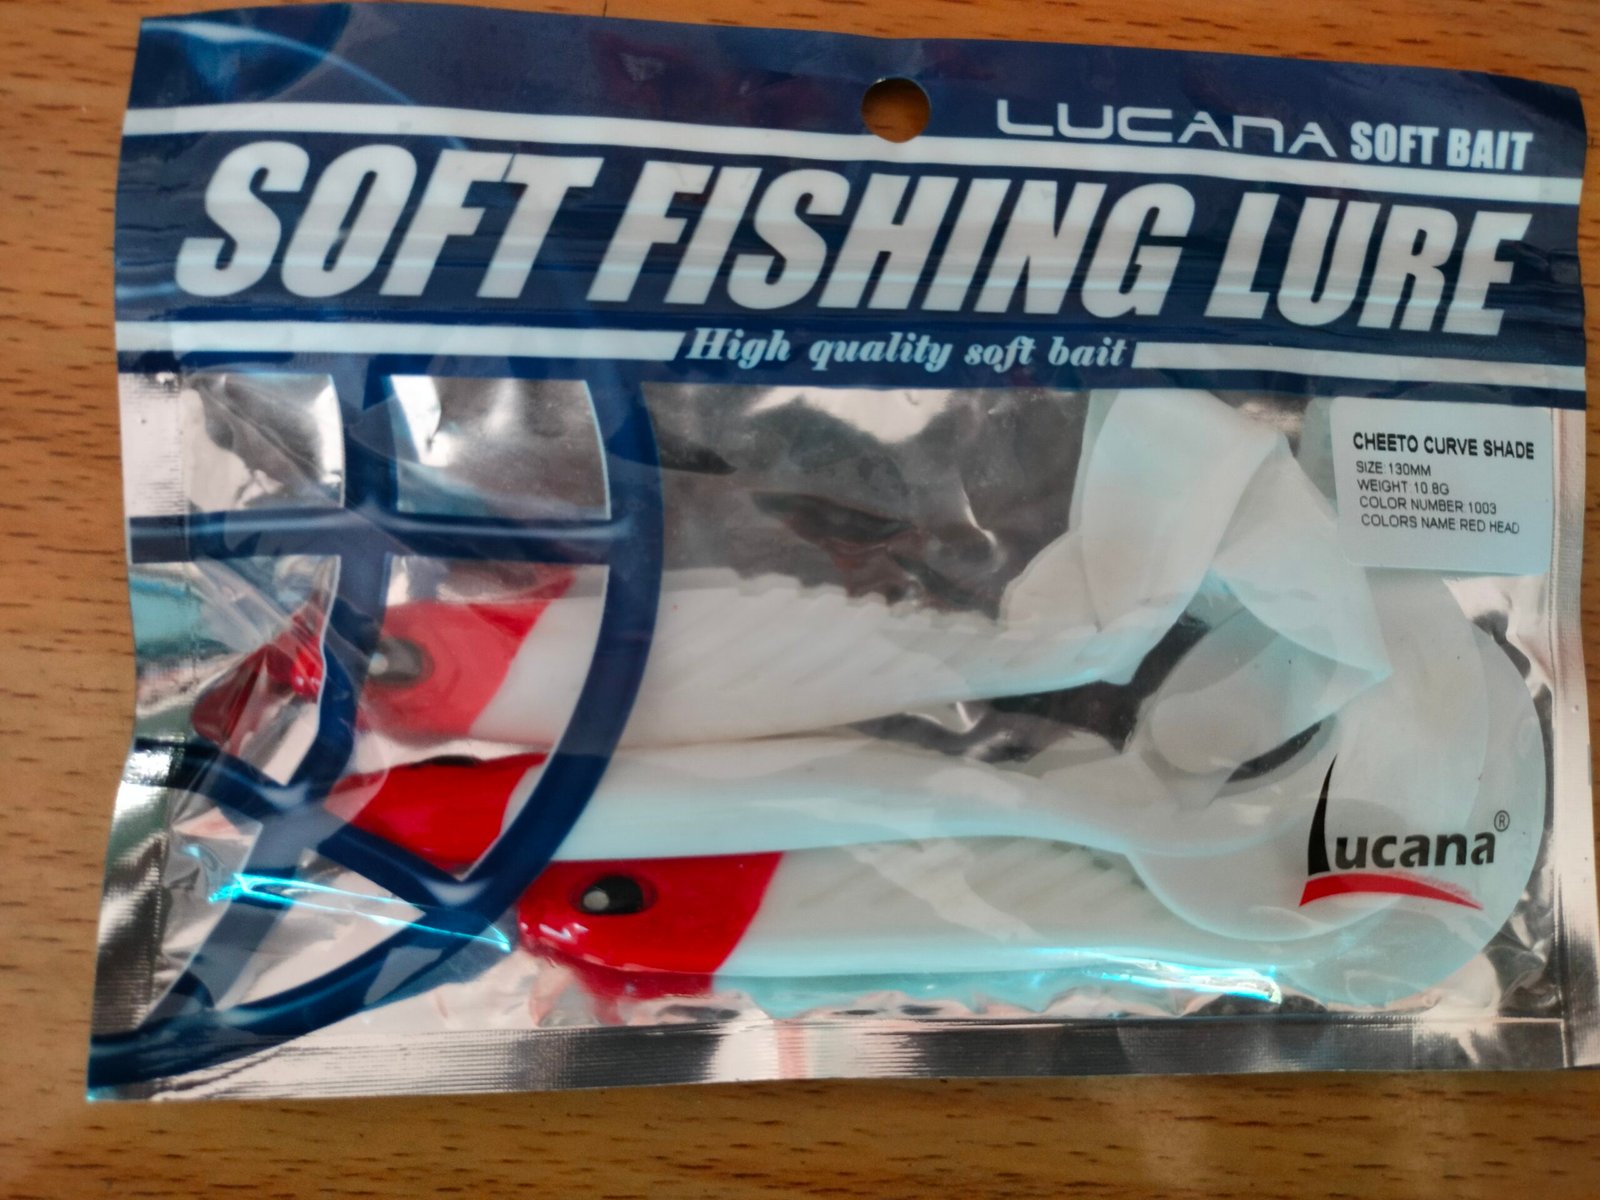 LUCANA SOFT BAIT
SOFT FISHING LURE
High quality soft bait
CHEETO CURVE SHADE
SIZE:130MM
WEIGHT:10.8G
COLOR NUMBER:1003
COLORS NAME RED HEAD
Lucana®